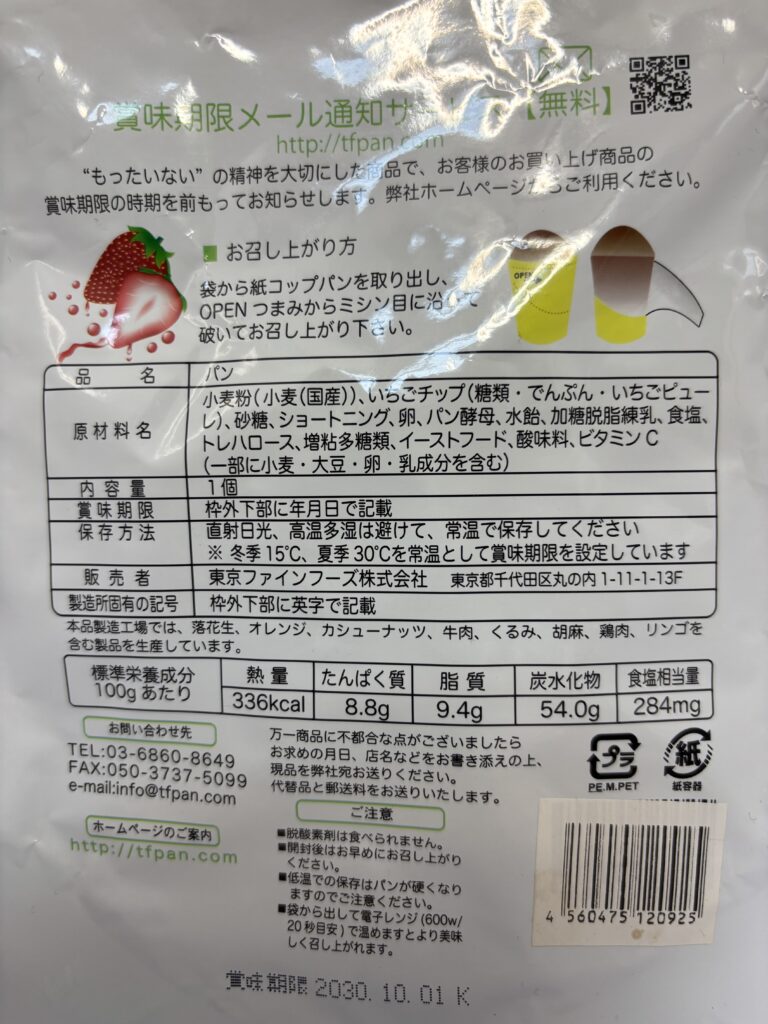 賞味期限メール通知サービス【無料】
http://tfpan.com
“もったいない”の精神を大切にした商品で、お客様のお買い上げ商品の
賞味期限の時期を前もってお知らせします。弊社ホームページからご利用ください。
■ お召し上がり方
袋から紙コップパンを取り出し、
OPENつまみからミシン目に沿って
破いてお召し上がり下さい。
OPEN
品名 パン
原材料名 小麦粉(小麦(国産))、いちごチップ(糖類・でんぷん・いちごピュー
レ)、砂糖、ショートニング、卵、パン酵母、水飴、加糖脱脂練乳、食塩、
トレハロース、増粘多糖類、イーストフード、酸味料、ビタミンC
(一部に小麦・大豆・卵・乳成分を含む)
内容量 1個
賞味期限 枠外下部に年月日で記載
保存方法 直射日光、高温多湿は避けて、常温で保存してください
※ 冬季15℃、夏季30℃を常温として賞味期限を設定しています
販売者 東京ファインフーズ株式会社 東京都千代田区丸の内1-11-1-13F
製造所固有の記号 枠外下部に英字で記載
本品製造工場では、落花生、オレンジ、カシューナッツ、牛肉、くるみ、胡麻、鶏肉、リンゴを
含む製品を生産しています。
標準栄養成分 100gあたり
熱量 たんぱく質 脂質 炭水化物 食塩相当量
336kcal 8.8g 9.4g 54.0g 284mg
お問い合わせ先
TEL:03-6860-8649
FAX:050-3737-5099
e-mail:info@tfpan.com
ホームページのご案内
http://tfpan.com
万一商品に不都合な点がございましたら
お求めの月日、店名などをお書き添えの上、
現品を弊社宛お送りください。
代替品と郵送料をお送りいたします。
プラ
PE.M.PET
紙
紙容器
ご注意
■脱酸素剤は食べられません。
■開封後はお早めにお召し上がり
ください。
■低温での保存はパンが硬くなり
ますのでご注意ください。
■袋から出して電子レンジ(600w/
20秒目安)で温めますとより美味
しく召し上がれます。
4 560475 120925
賞味期限 2030.10.01 K